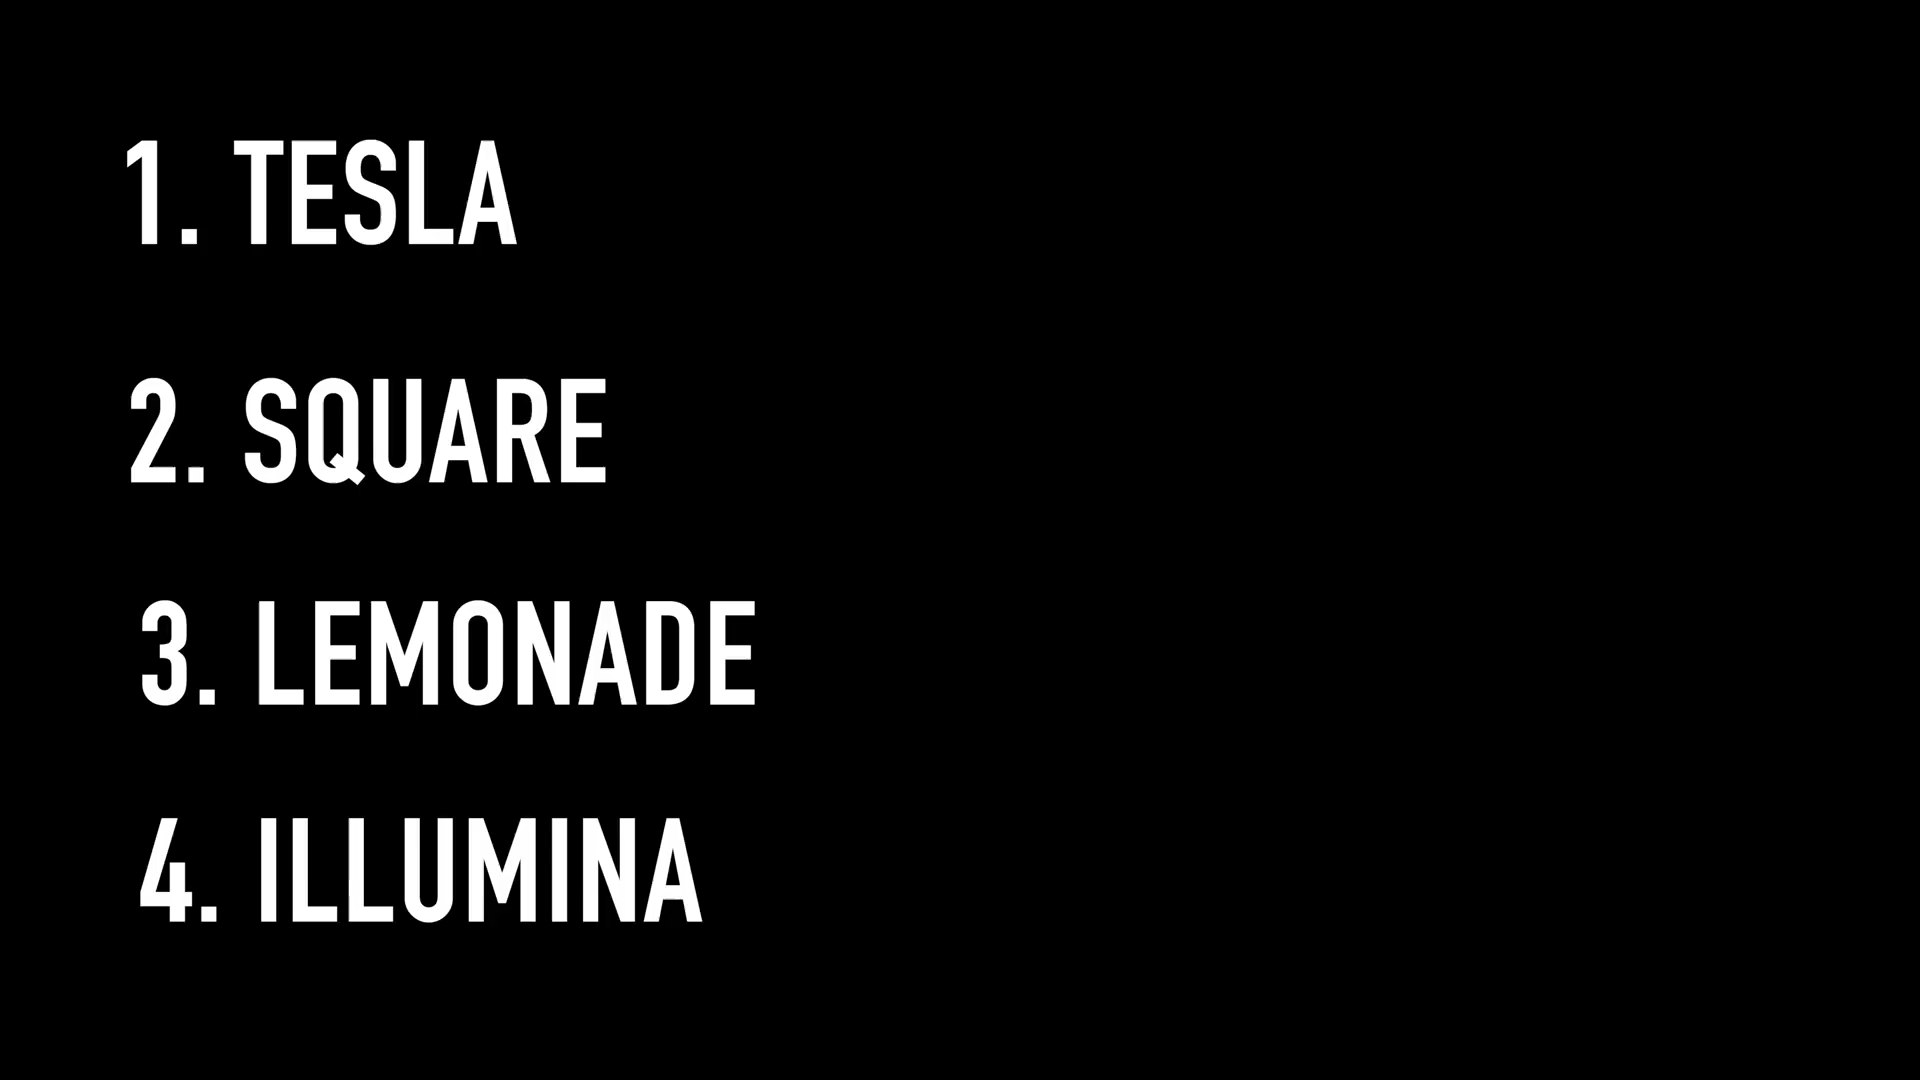 1. TESLA
2. SQUARE
3. LEMONADE
4. ILLUMINA